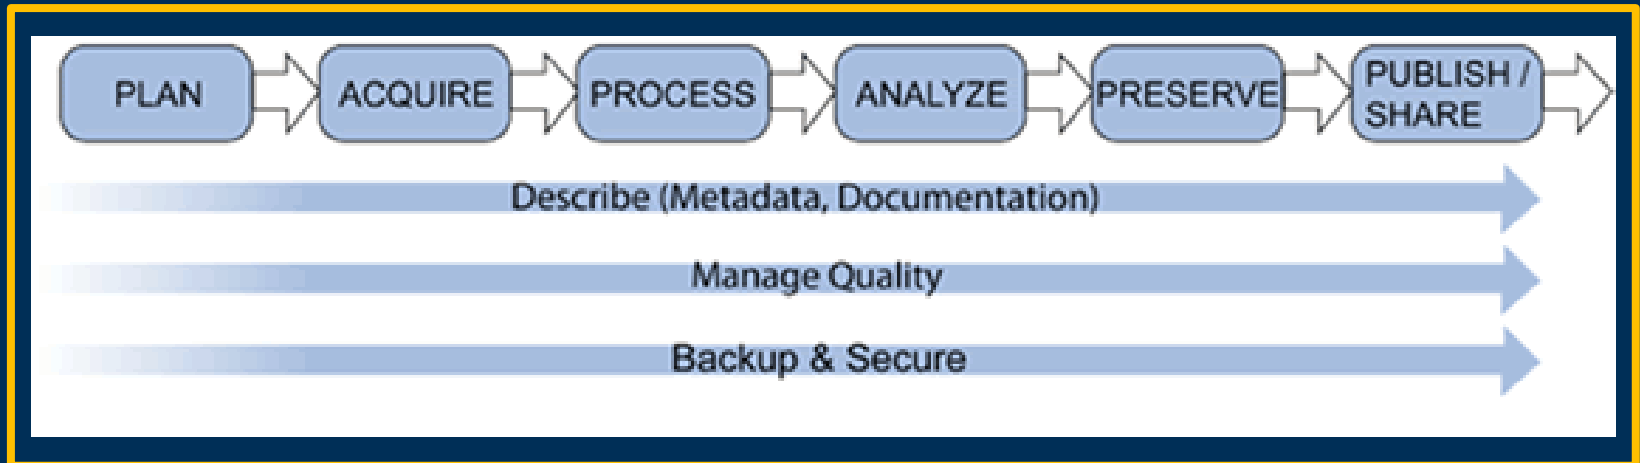 PLAN
ACQUIRE
PROCESS
ANALYZE
PRESERVE
PUBLISH /
SHARE
Describe (Metadata, Documentation)
Manage Quality
Backup & Secure